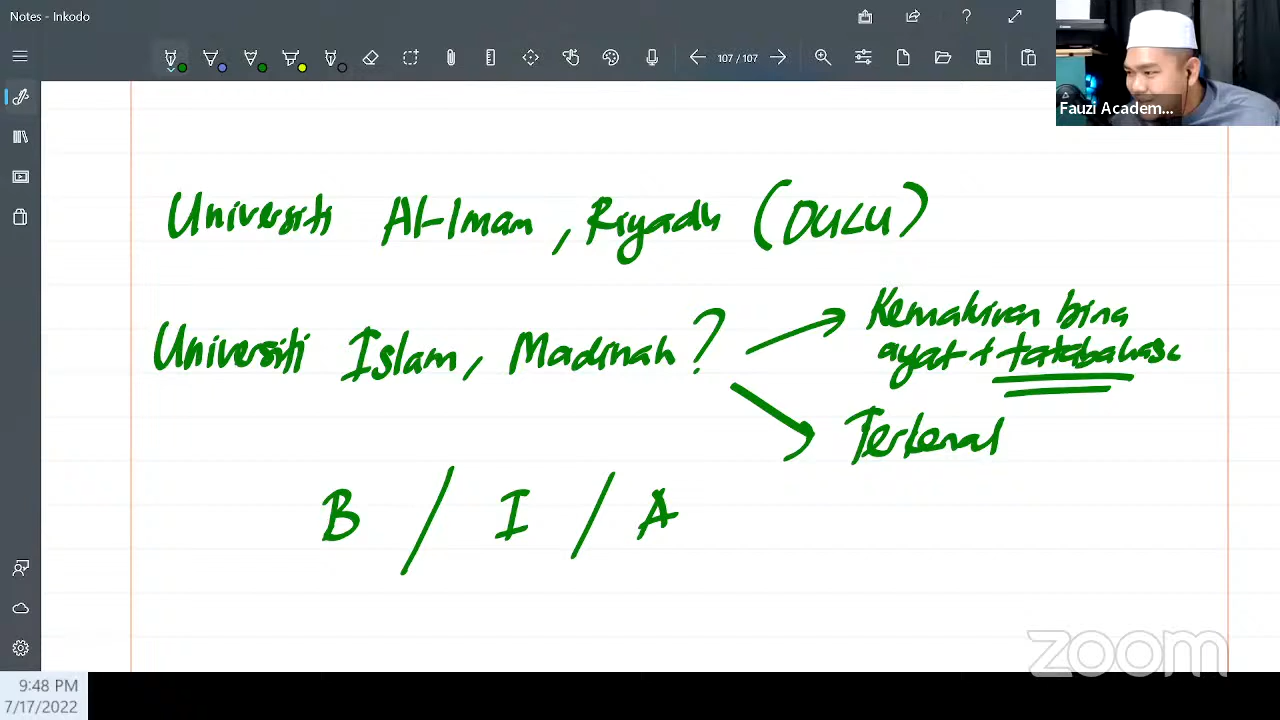 Notes - Inkodo
107 / 107
Fauzi Academ...
Universiti Al-Imam, Riyadh (DULU)
Universiti Islam, Madinah?
Kemahiran bina
ayat + tatabahasa
Terkenal
B / I / A
zoom
9:48 PM
7/17/2022